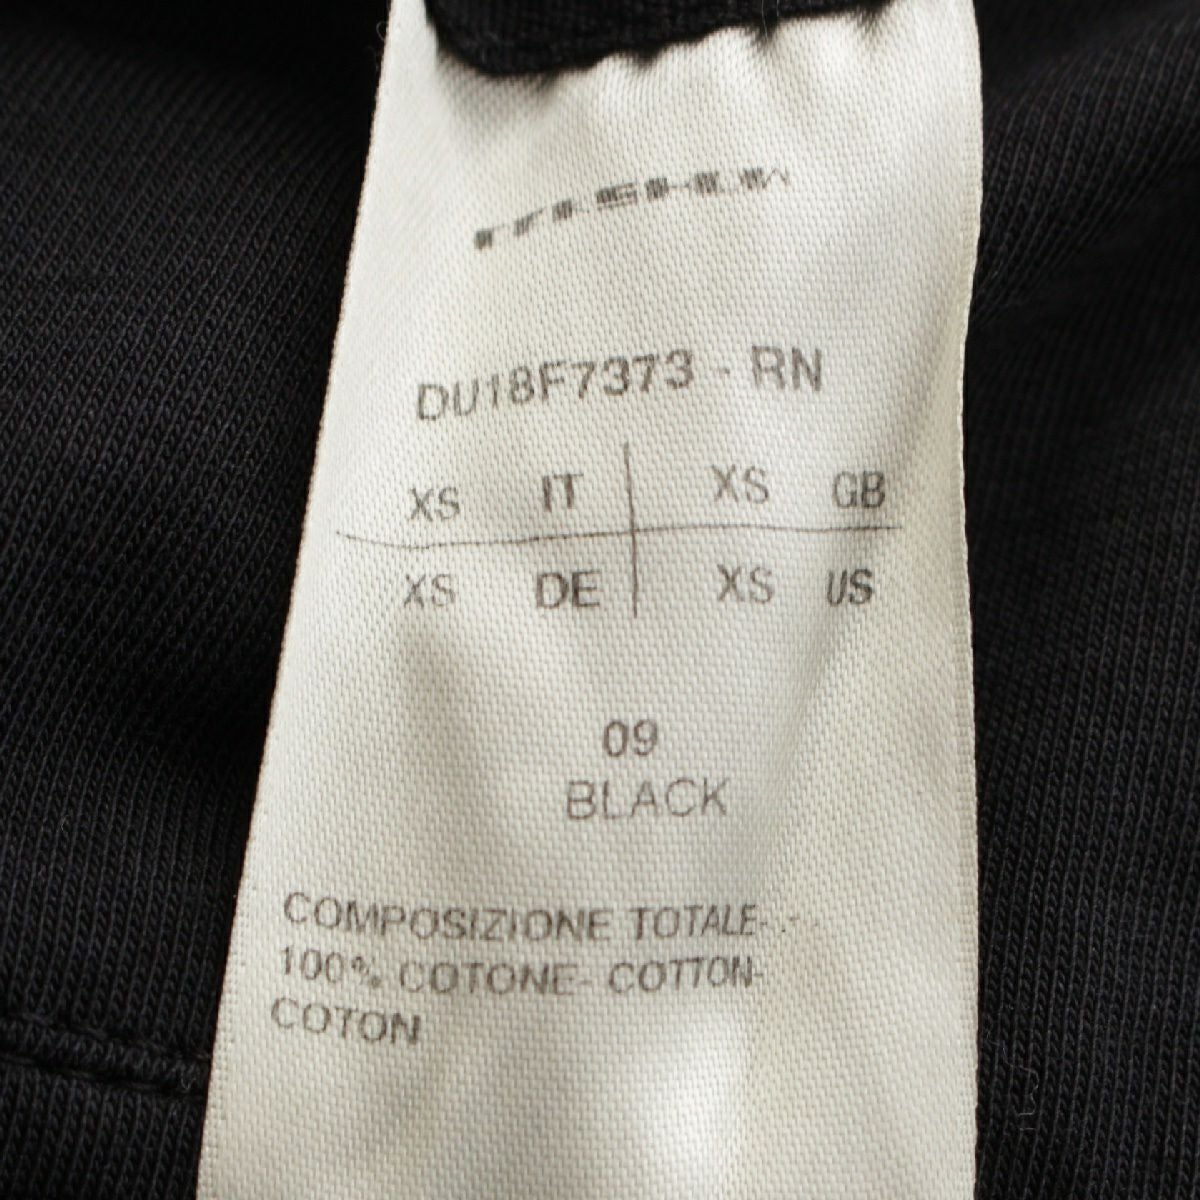 DU18F7373 - RN
XS IT XS GB
XS DE XS US
09
BLACK
COMPOSIZIONE TOTALE- -
100% COTONE- COTTON-
COTON